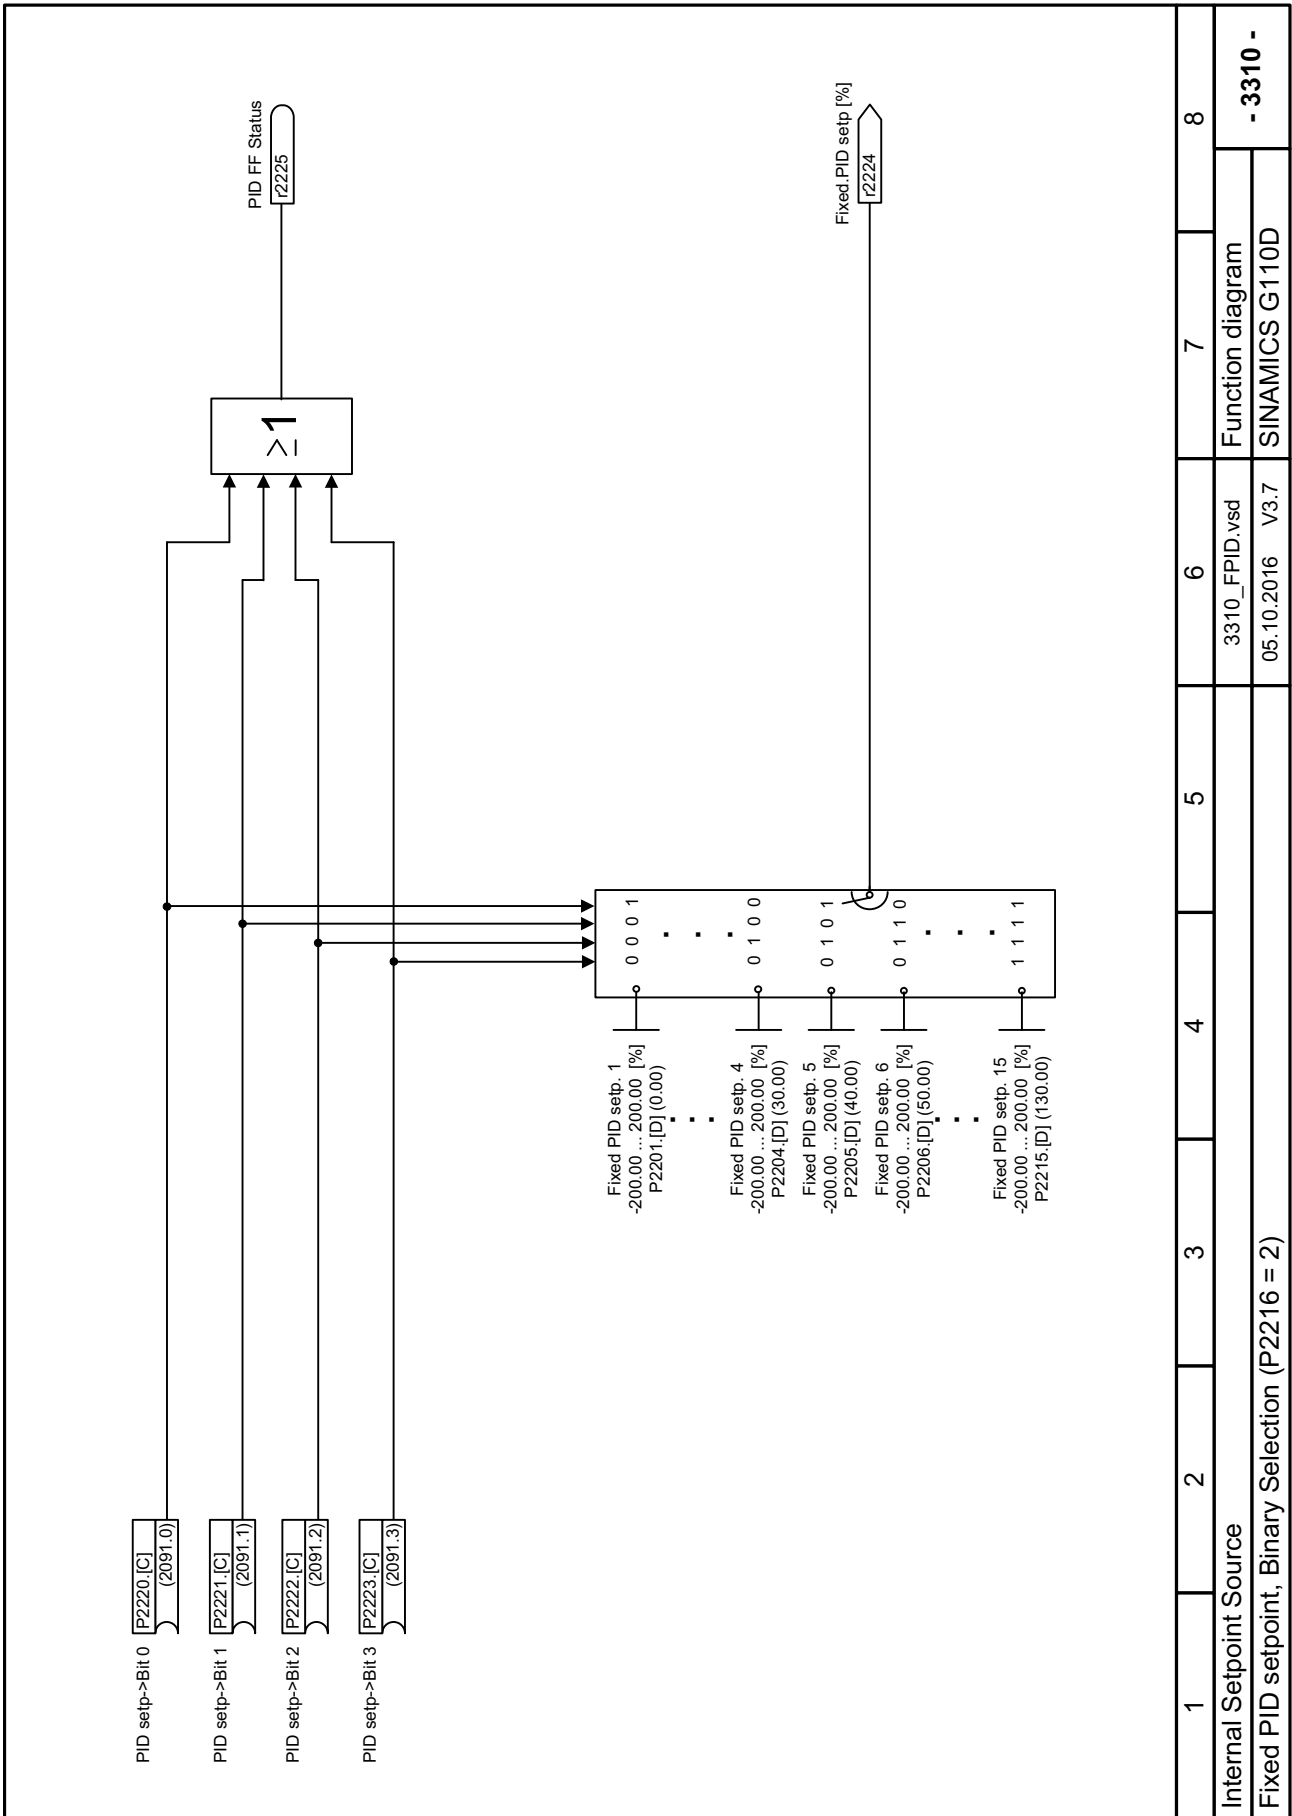 PID setp->Bit 0
P2220.[C]
(2091.0)
PID setp->Bit 1
P2221.[C]
(2091.1)
PID setp->Bit 2
P2222.[C]
(2091.2)
PID setp->Bit 3
P2223.[C]
(2091.3)
≥1
PID FF Status
r2225
Fixed PID setp. 1
-200.00 ... 200.00 [%]
P2201.[D] (0.00)
. . .
Fixed PID setp. 4
-200.00 ... 200.00 [%]
P2204.[D] (30.00)
Fixed PID setp. 5
-200.00 ... 200.00 [%]
P2205.[D] (40.00)
Fixed PID setp. 6
-200.00 ... 200.00 [%]
P2206.[D] (50.00)
. . .
Fixed PID setp. 15
-200.00 ... 200.00 [%]
P2215.[D] (130.00)
0 0 0 1
. . .
0 1 0 0
0 1 0 1
0 1 1 0
. . .
1 1 1 1
Fixed.PID setp [%]
r2224
1 2 3 4 5 6 7 8
Internal Setpoint Source
3310_FPID.vsd
Function diagram
- 3310 -
Fixed PID setpoint, Binary Selection (P2216 = 2)
05.10.2016 V3.7
SINAMICS G110D